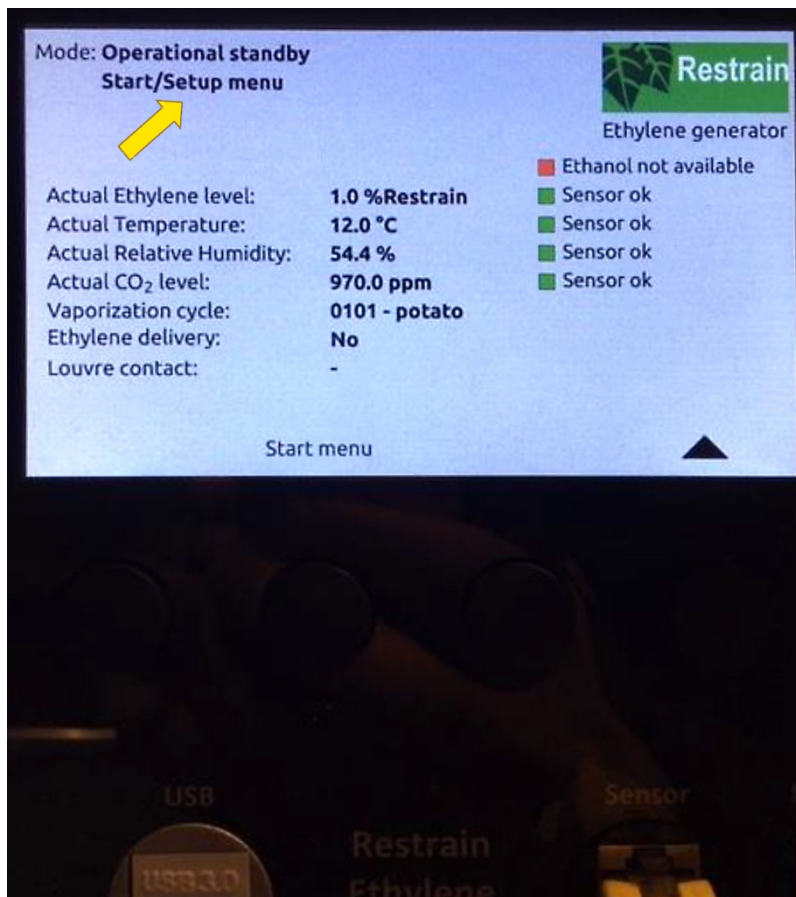 Mode: Operational standby
Start/Setup menu
Restrain
Ethylene generator
Ethanol not available
Actual Ethylene level: 1.0 %Restrain Sensor ok
Actual Temperature: 12.0 °C Sensor ok
Actual Relative Humidity: 54.4 % Sensor ok
Actual CO₂ level: 970.0 ppm Sensor ok
Vaporization cycle: 0101 - potato
Ethylene delivery: No
Louvre contact: -
Start menu
USB
Sensor
Restrain
Ethylene
USB3.0